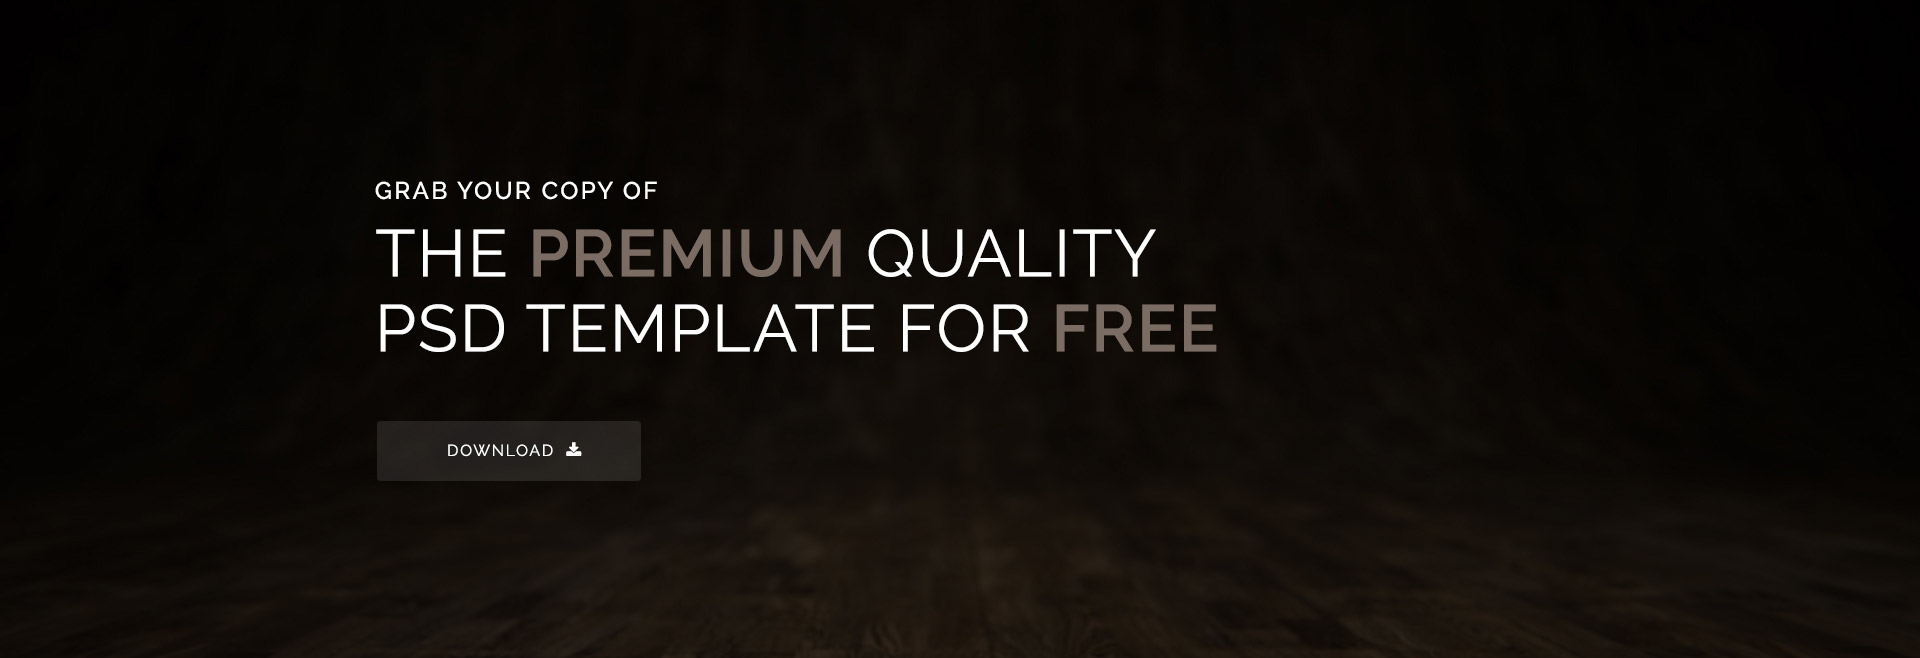 GRAB YOUR COPY OF
THE PREMIUM QUALITY
PSD TEMPLATE FOR FREE
DOWNLOAD